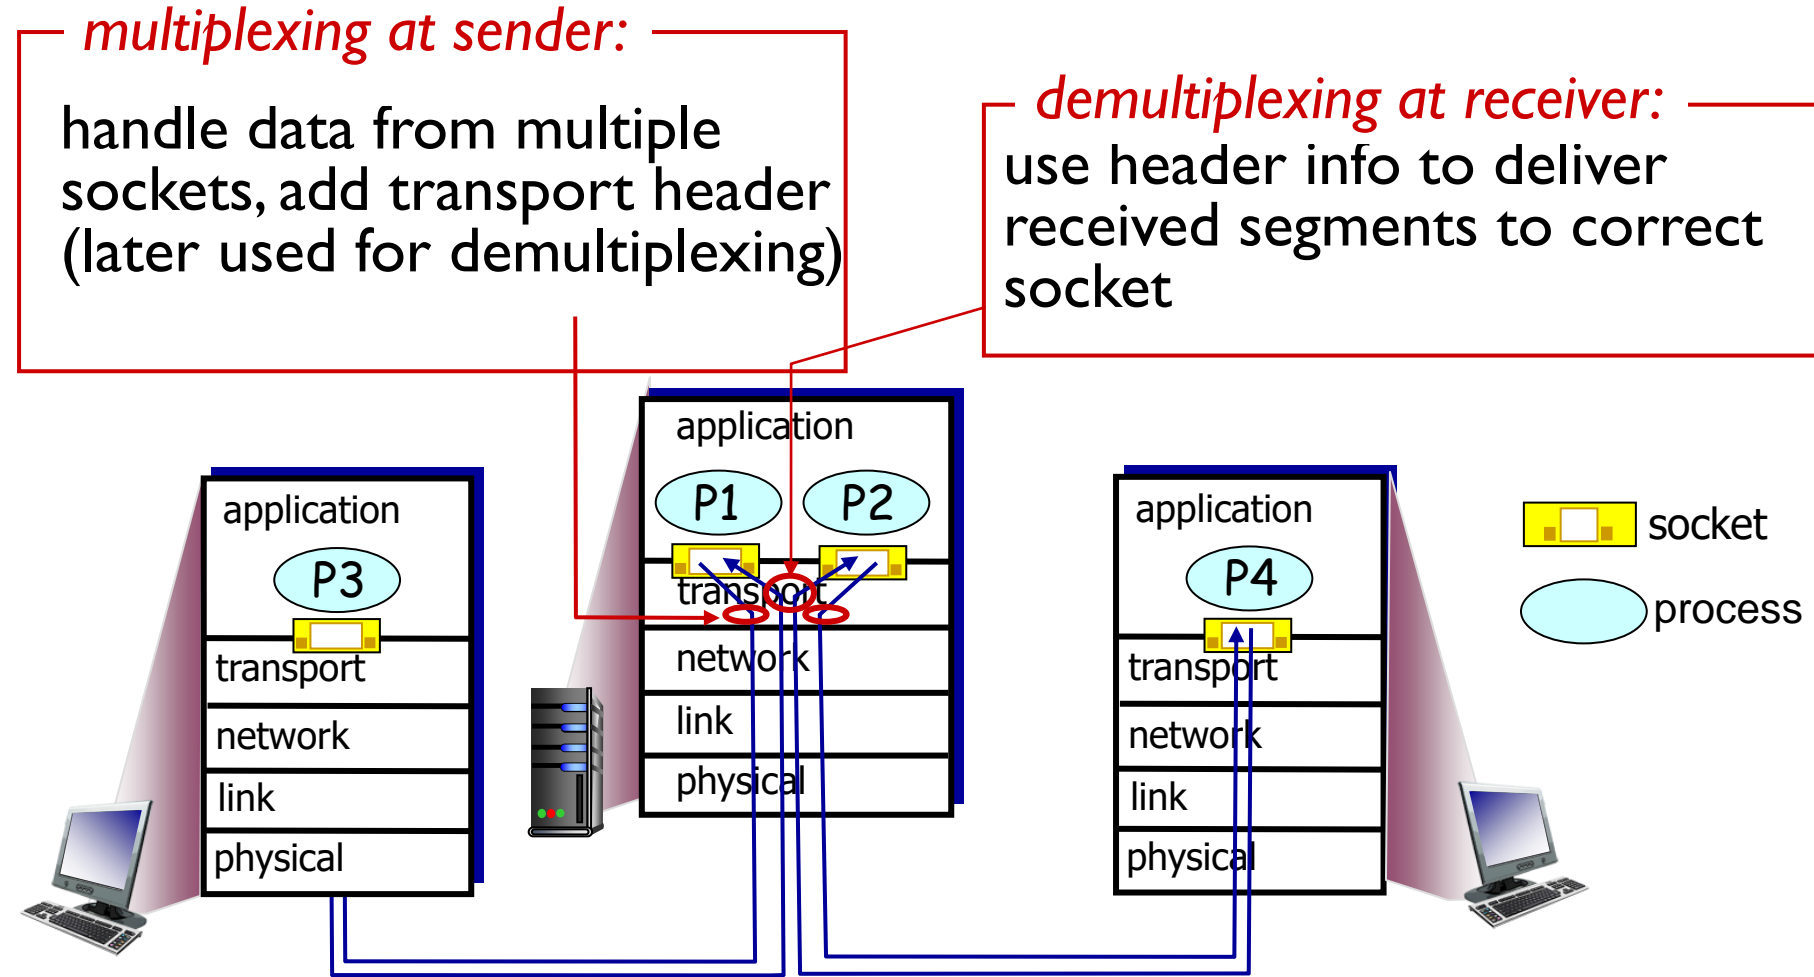 multiplexing at sender:
handle data from multiple
sockets, add transport header
(later used for demultiplexing)
demultiplexing at receiver:
use header info to deliver
received segments to correct
socket
application
P3
transport
network
link
physical
application
P1 P2
transport
network
link
physical
application
P4
transport
network
link
physical
socket
process